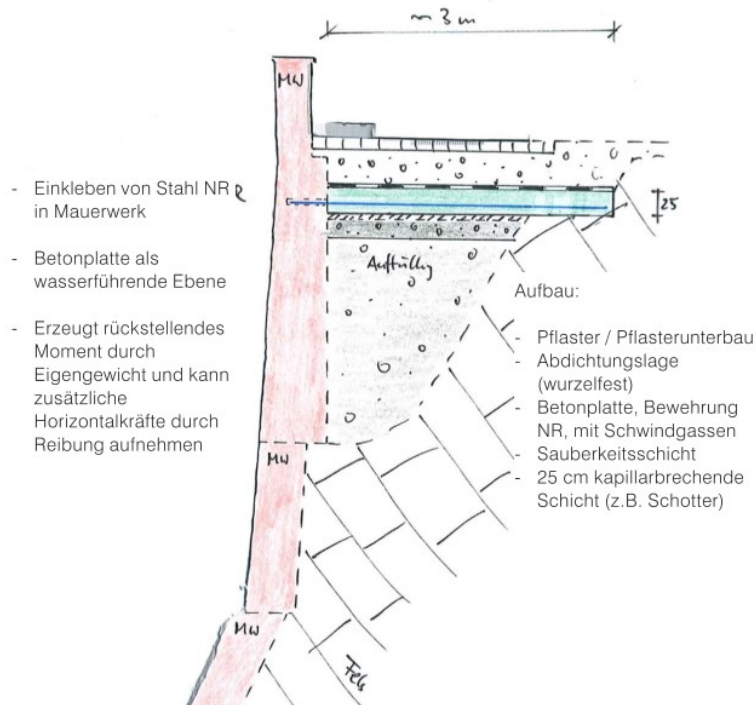 ~ 3 m
MW
- Einkleben von Stahl NR
in Mauerwerk
- Betonplatte als
wasserführende Ebene
- Erzeugt rückstellendes
Moment durch
Eigengewicht und kann
zusätzliche
Horizontalkräfte durch
Reibung aufnehmen
25
Auffüllg
Aufbau:
- Pflaster / Pflasterunterbau
- Abdichtungslage
(wurzelfest)
- Betonplatte, Bewehrung
NR, mit Schwindgassen
- Sauberkeitsschicht
- 25 cm kapillarbrechende
Schicht (z.B. Schotter)
MW
MW
Fels